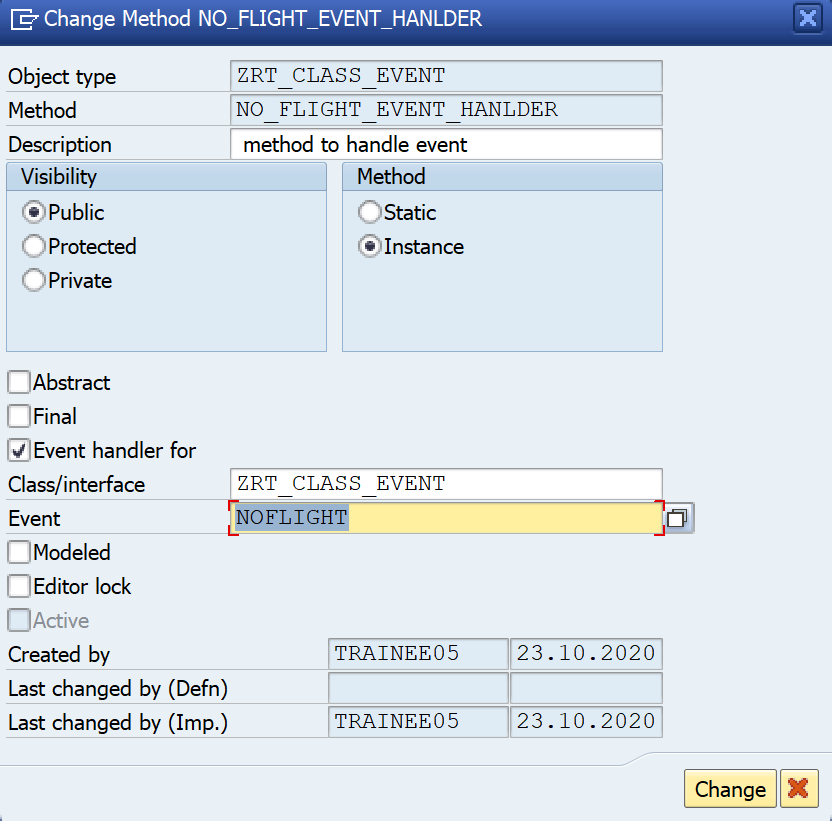 Change Method NO_FLIGHT_EVENT_HANLDER
Object type ZRT_CLASS_EVENT
Method NO_FLIGHT_EVENT_HANLDER
Description method to handle event
Visibility Method
Public Static
Protected Instance
Private
Abstract
Final
Event handler for
Class/interface ZRT_CLASS_EVENT
Event NOFLIGHT
Modeled
Editor lock
Active
Created by TRAINEE05 23.10.2020
Last changed by (Defn)
Last changed by (Imp.) TRAINEE05 23.10.2020
Change